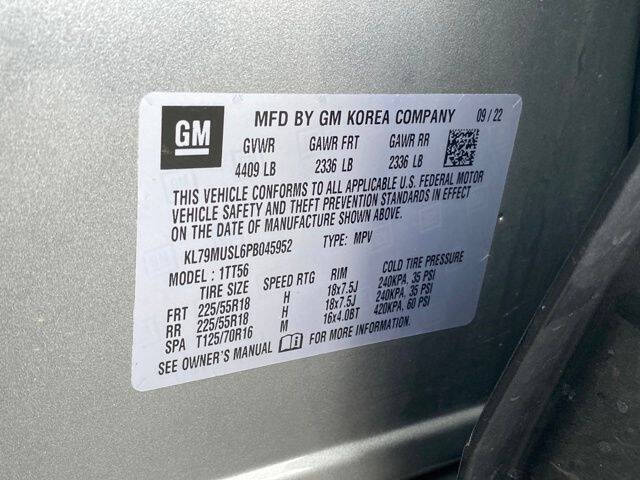 GM MFD BY GM KOREA COMPANY 09/22
GVWR GAWR FRT GAWR RR
4409 LB 2336 LB 2336 LB
THIS VEHICLE CONFORMS TO ALL APPLICABLE U.S. FEDERAL MOTOR
VEHICLE SAFETY AND THEFT PREVENTION STANDARDS IN EFFECT
ON THE DATE OF MANUFACTURE SHOWN ABOVE.
KL79MUSL6PB045952 TYPE: MPV
MODEL: 1TT56
TIRE SIZE SPEED RTG RIM COLD TIRE PRESSURE
FRT 225/55R18 H 18x7.5J 240KPA, 35 PSI
RR 225/55R18 H 18x7.5J 240KPA, 35 PSI
SPA T125/70R16 M 16x4.0BT 420KPA, 60 PSI
SEE OWNER'S MANUAL FOR MORE INFORMATION.